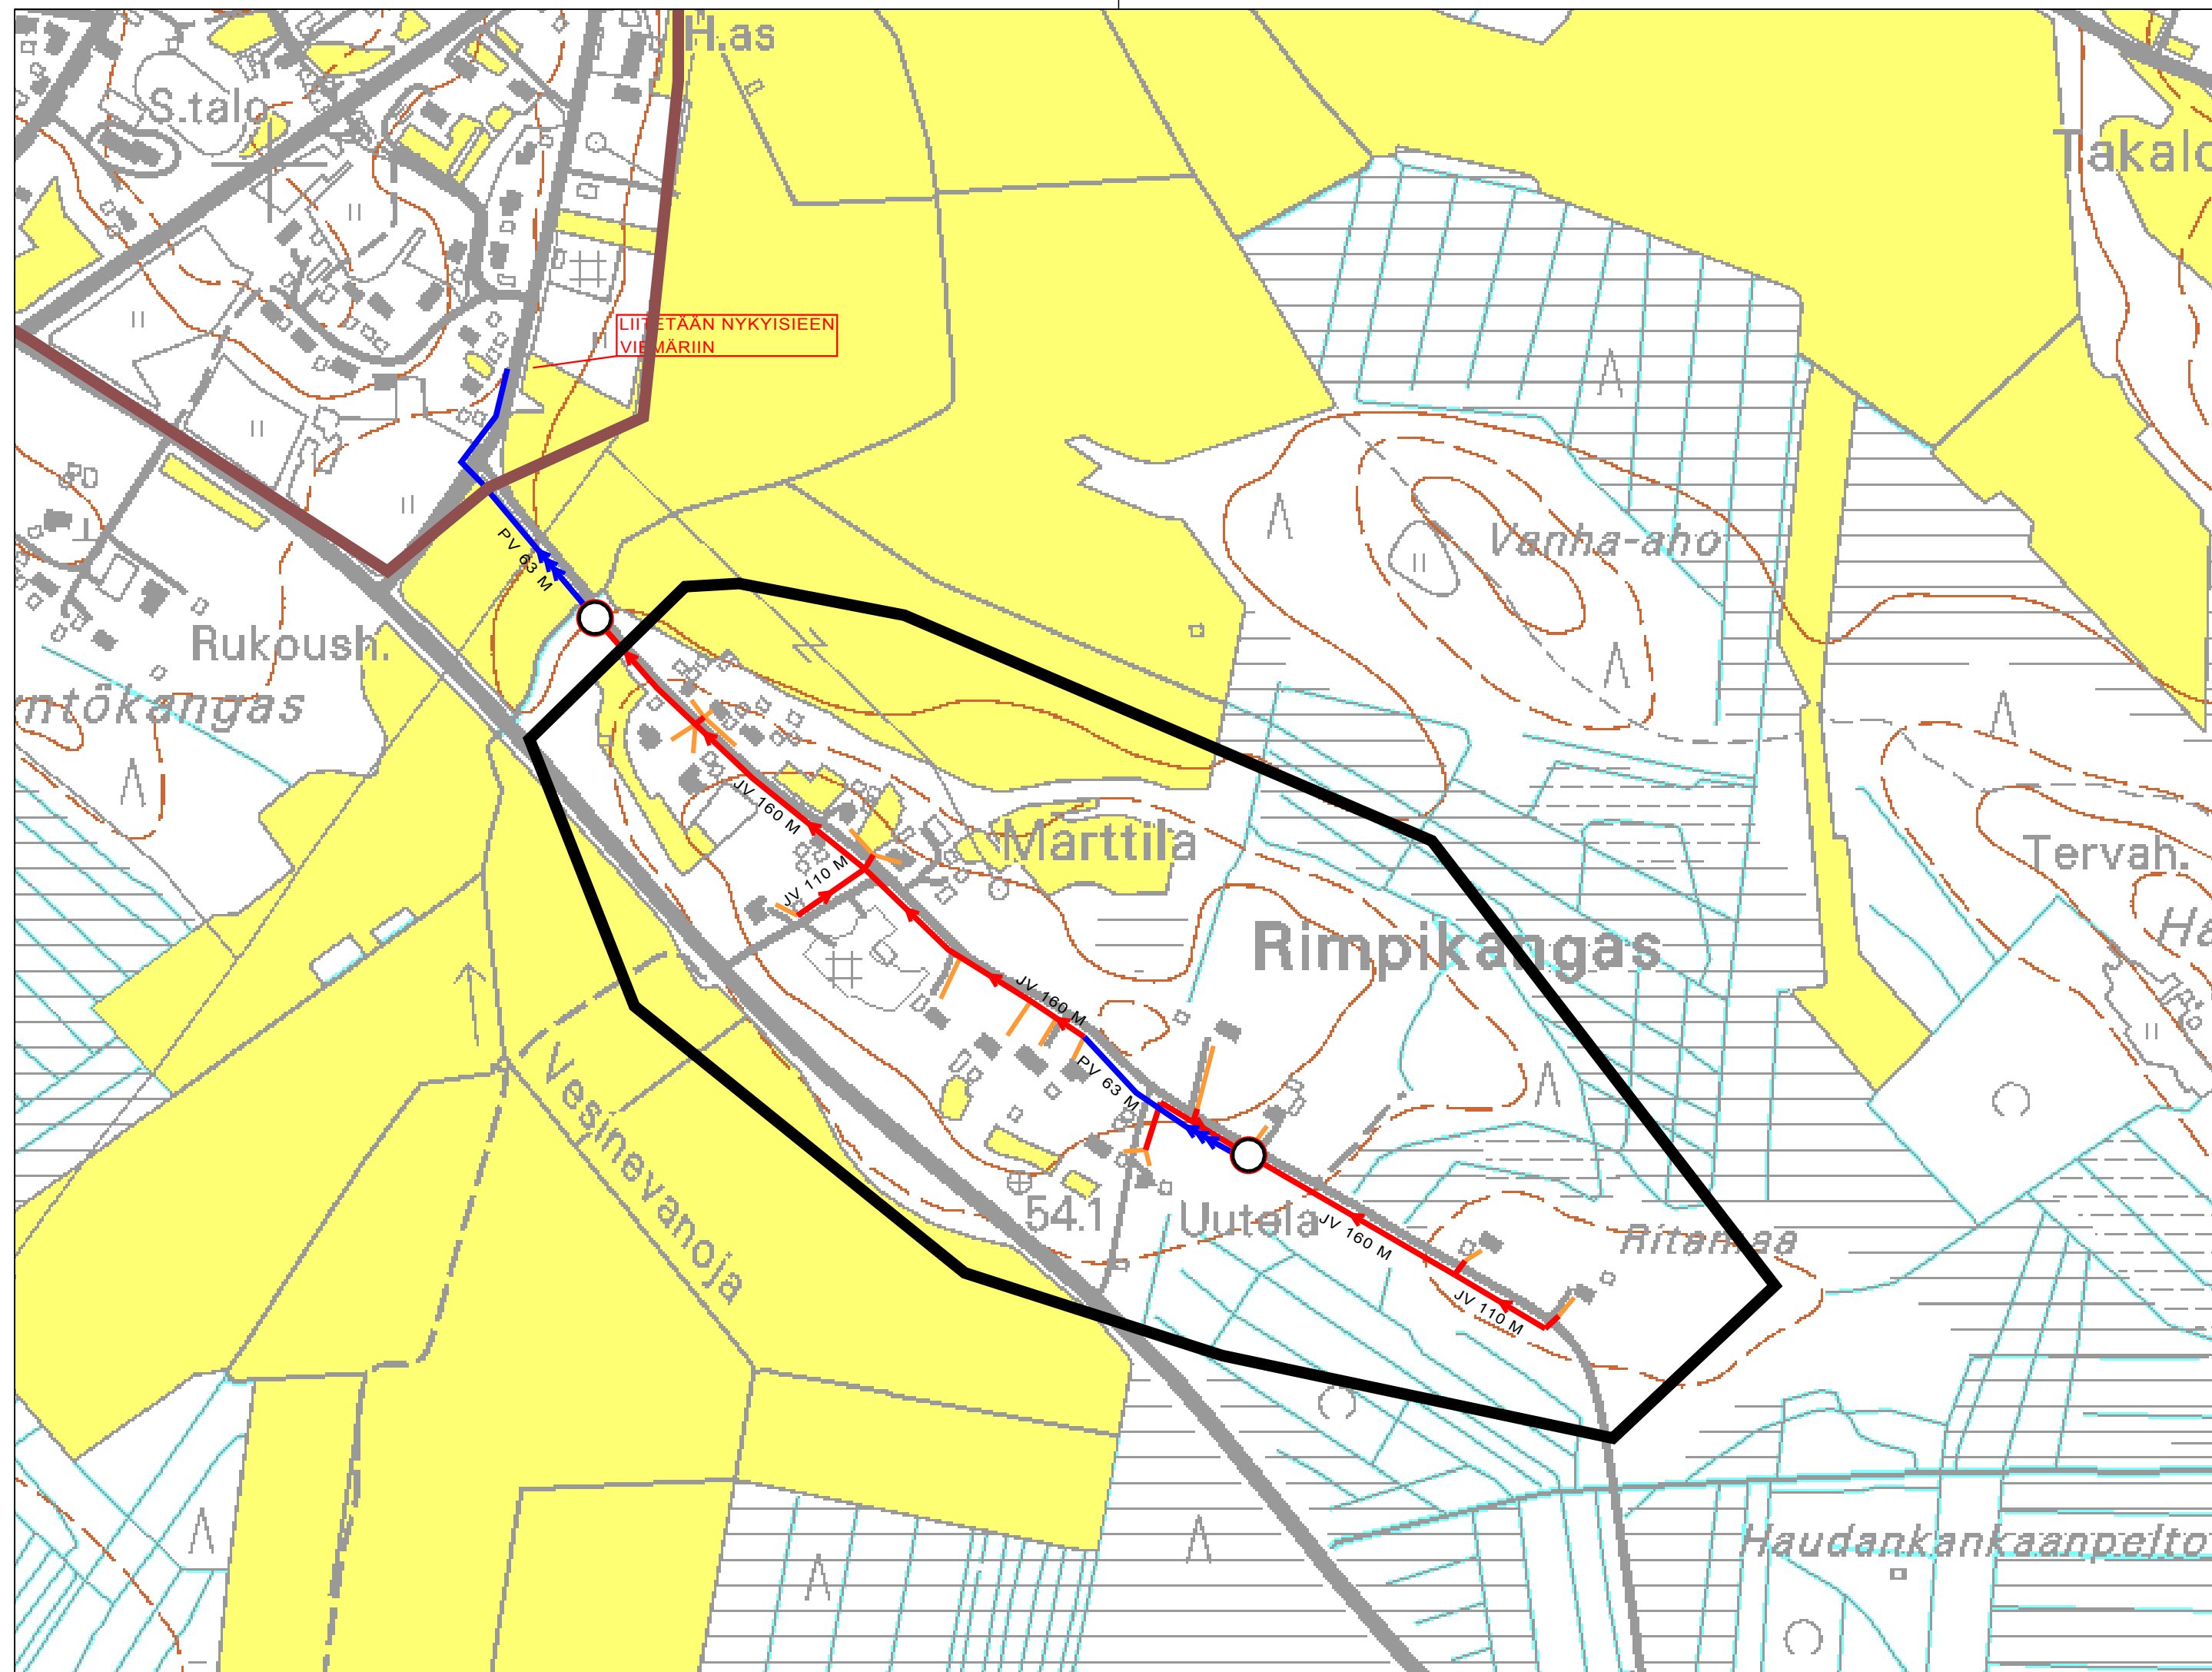 H.as
S.talo
Takalo
LIITETÄÄN NYKYISIEEN
VIEMÄRIIN
Vanha-aho
PV 63 M
Rukoush.
ntökangas
JV 160 M
Marttila
JV 110 M
Tervah.
Rimpikangas
JV 160 M
PV 63 M
Vesinevanoja
54.1
Uutela
JV 160 M
Ritamaa
JV 110 M
Haudankankaanpelto